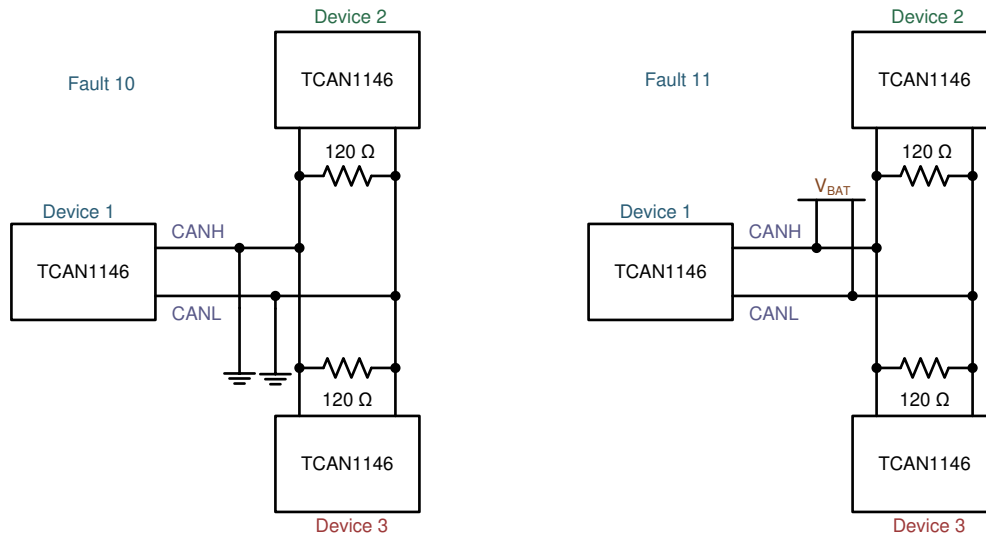 Device 2
TCAN1146
Fault 10
120 Ω
Device 1
CANH
TCAN1146
CANL
120 Ω
TCAN1146
Device 3
Device 2
TCAN1146
Fault 11
120 Ω
VBAT
Device 1
CANH
TCAN1146
CANL
120 Ω
TCAN1146
Device 3